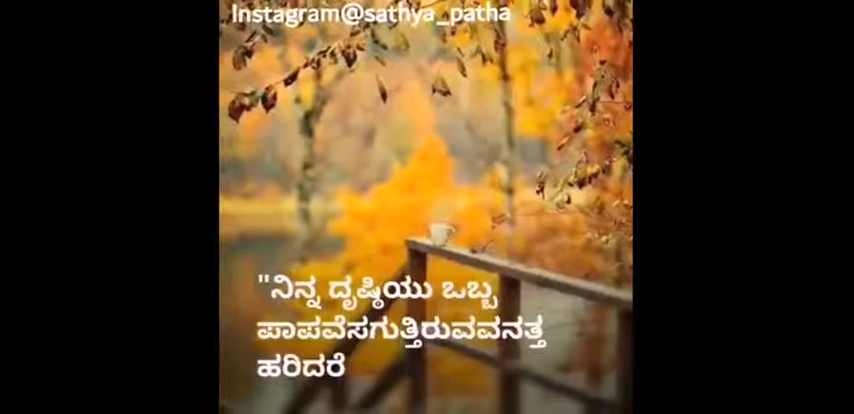 Instagram@sathya_patha
"ನಿನ್ನ ದೃಷ್ಠಿಯು ಒಬ್ಬ
ಪಾಪವೆಸಗುತ್ತಿರುವವನತ್ತ
ಹರಿದರೆ